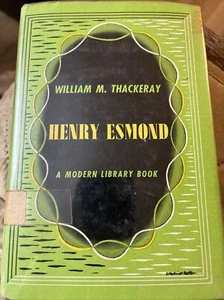 WILLIAM M. THACKERAY
HENRY ESMOND
A MODERN LIBRARY BOOK